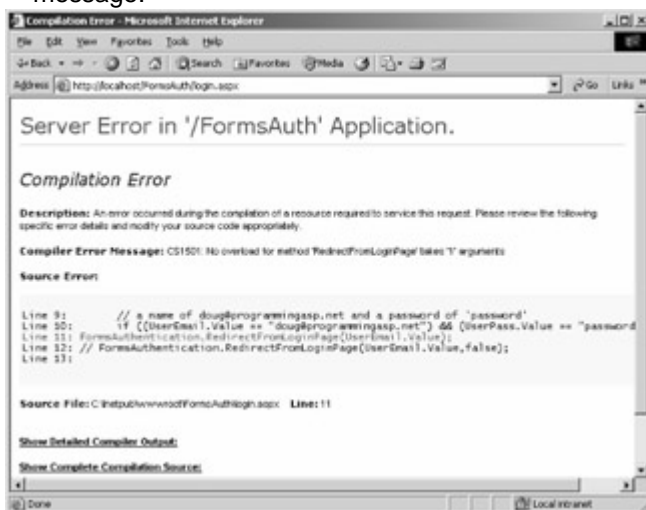 message.
Compilation Error - Microsoft Internet Explorer
File Edit View Favorites Tools Help
Back Search Favorites Media
Address http://localhost/FormsAuth/login.aspx Go Links »
Server Error in '/FormsAuth' Application.
Compilation Error
Description: An error occurred during the compilation of a resource required to service this request. Please review the following
specific error details and modify your source code appropriately.
Compiler Error Message: CS1501: No overload for method 'RedirectFromLoginPage' takes '1' arguments
Source Error:
Line 9: // a name of doug@programmingasp.net and a password of 'password'
Line 10: if ((UserEmail.Value == "doug@programmingasp.net") && (UserPass.Value == "password
Line 11: FormsAuthentication.RedirectFromLoginPage(UserEmail.Value);
Line 12: // FormsAuthentication.RedirectFromLoginPage(UserEmail.Value,false);
Line 13:
Source File: C:\Inetpub\wwwroot\FormsAuth\login.aspx Line: 11
Show Detailed Compiler Output:
Show Complete Compilation Source:
Done Local intranet